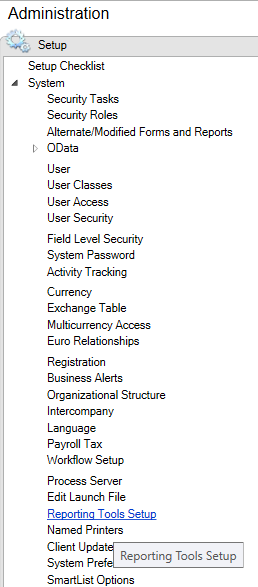 Administration
Setup
Setup Checklist
System
Security Tasks
Security Roles
Alternate/Modified Forms and Reports
OData
User
User Classes
User Access
User Security
Field Level Security
System Password
Activity Tracking
Currency
Exchange Table
Multicurrency Access
Euro Relationships
Registration
Business Alerts
Organizational Structure
Intercompany
Language
Payroll Tax
Workflow Setup
Process Server
Edit Launch File
Reporting Tools Setup
Named Printers
Client Update
Reporting Tools Setup
System Prefe
SmartList Options